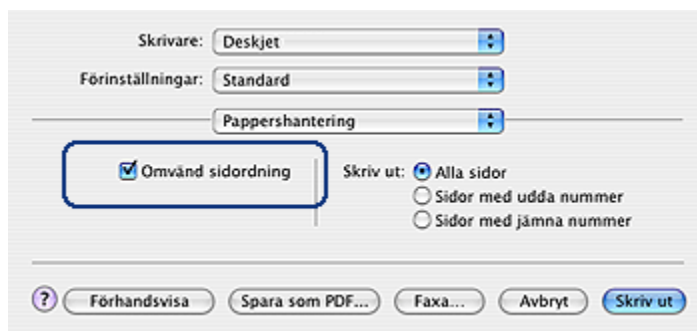 Skrivare: Deskjet
Förinställningar: Standard
Pappershantering
Omvänd sidordning Skriv ut: Alla sidor
Sidor med udda nummer
Sidor med jämna nummer
? Förhandsvisa Spara som PDF... Faxa... Avbryt Skriv ut